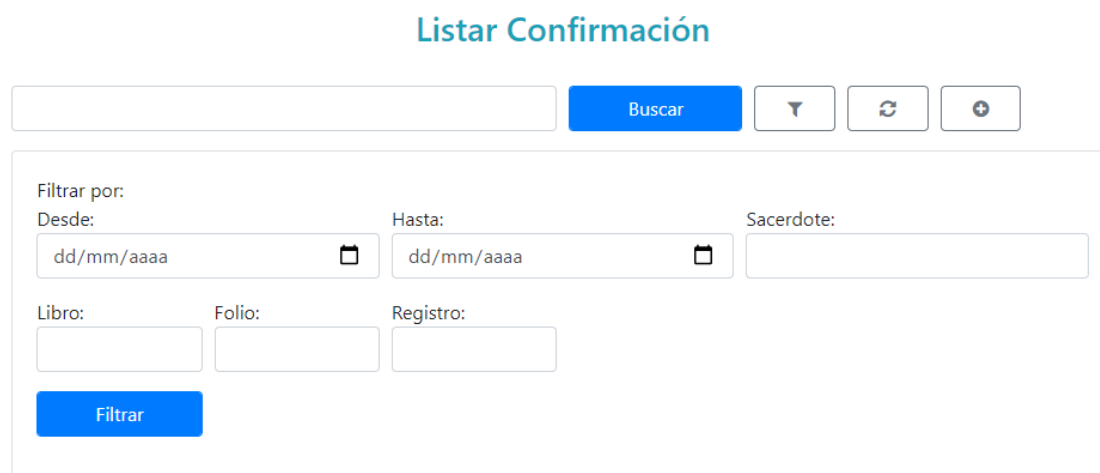 Listar Confirmación
Buscar
Filtrar por:
Desde: Hasta: Sacerdote:
dd/mm/aaaa dd/mm/aaaa
Libro: Folio: Registro:
Filtrar